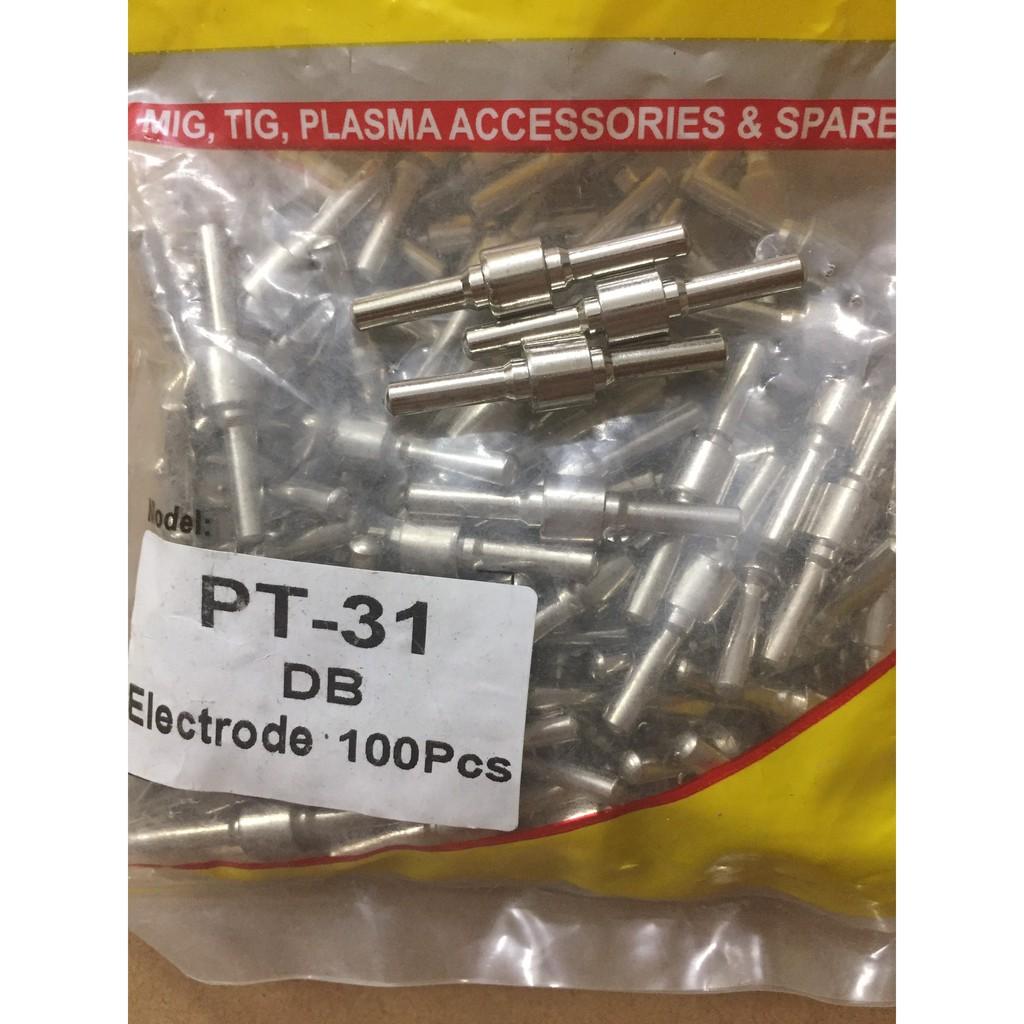 MIG, TIG, PLASMA ACCESSORIES & SPARE
Model:
PT-31
DB
Electrode 100Pcs